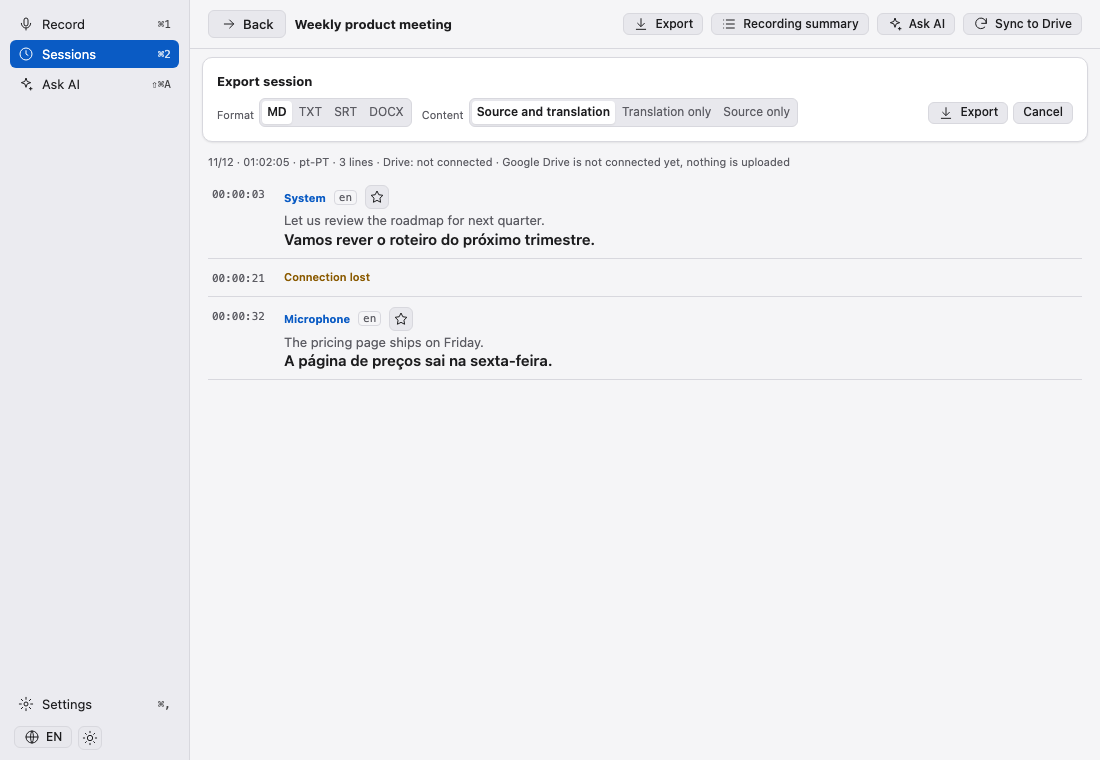 Record ⌘1
Sessions ⌘2
Ask AI ⇧⌘A
Back
Weekly product meeting
Export
Recording summary
Ask AI
Sync to Drive
Export session
Format MD TXT SRT DOCX Content Source and translation Translation only Source only Export Cancel
11/12 · 01:02:05 · pt-PT · 3 lines · Drive: not connected · Google Drive is not connected yet, nothing is uploaded
00:00:03 System en
Let us review the roadmap for next quarter.
Vamos rever o roteiro do próximo trimestre.
00:00:21 Connection lost
00:00:32 Microphone en
The pricing page ships on Friday.
A página de preços sai na sexta-feira.
Settings ⌘,
EN